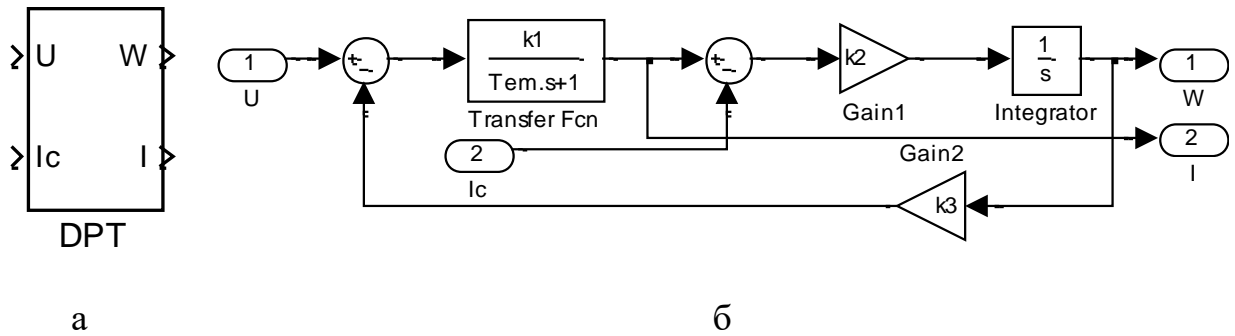 U
W
Ic
I
DPT
1
U
+
-
k1
Tem.s+1
Transfer Fcn
2
Ic
+
-
k2
Gain1
1
s
Integrator
1
W
2
I
Gain2
k3
а
б